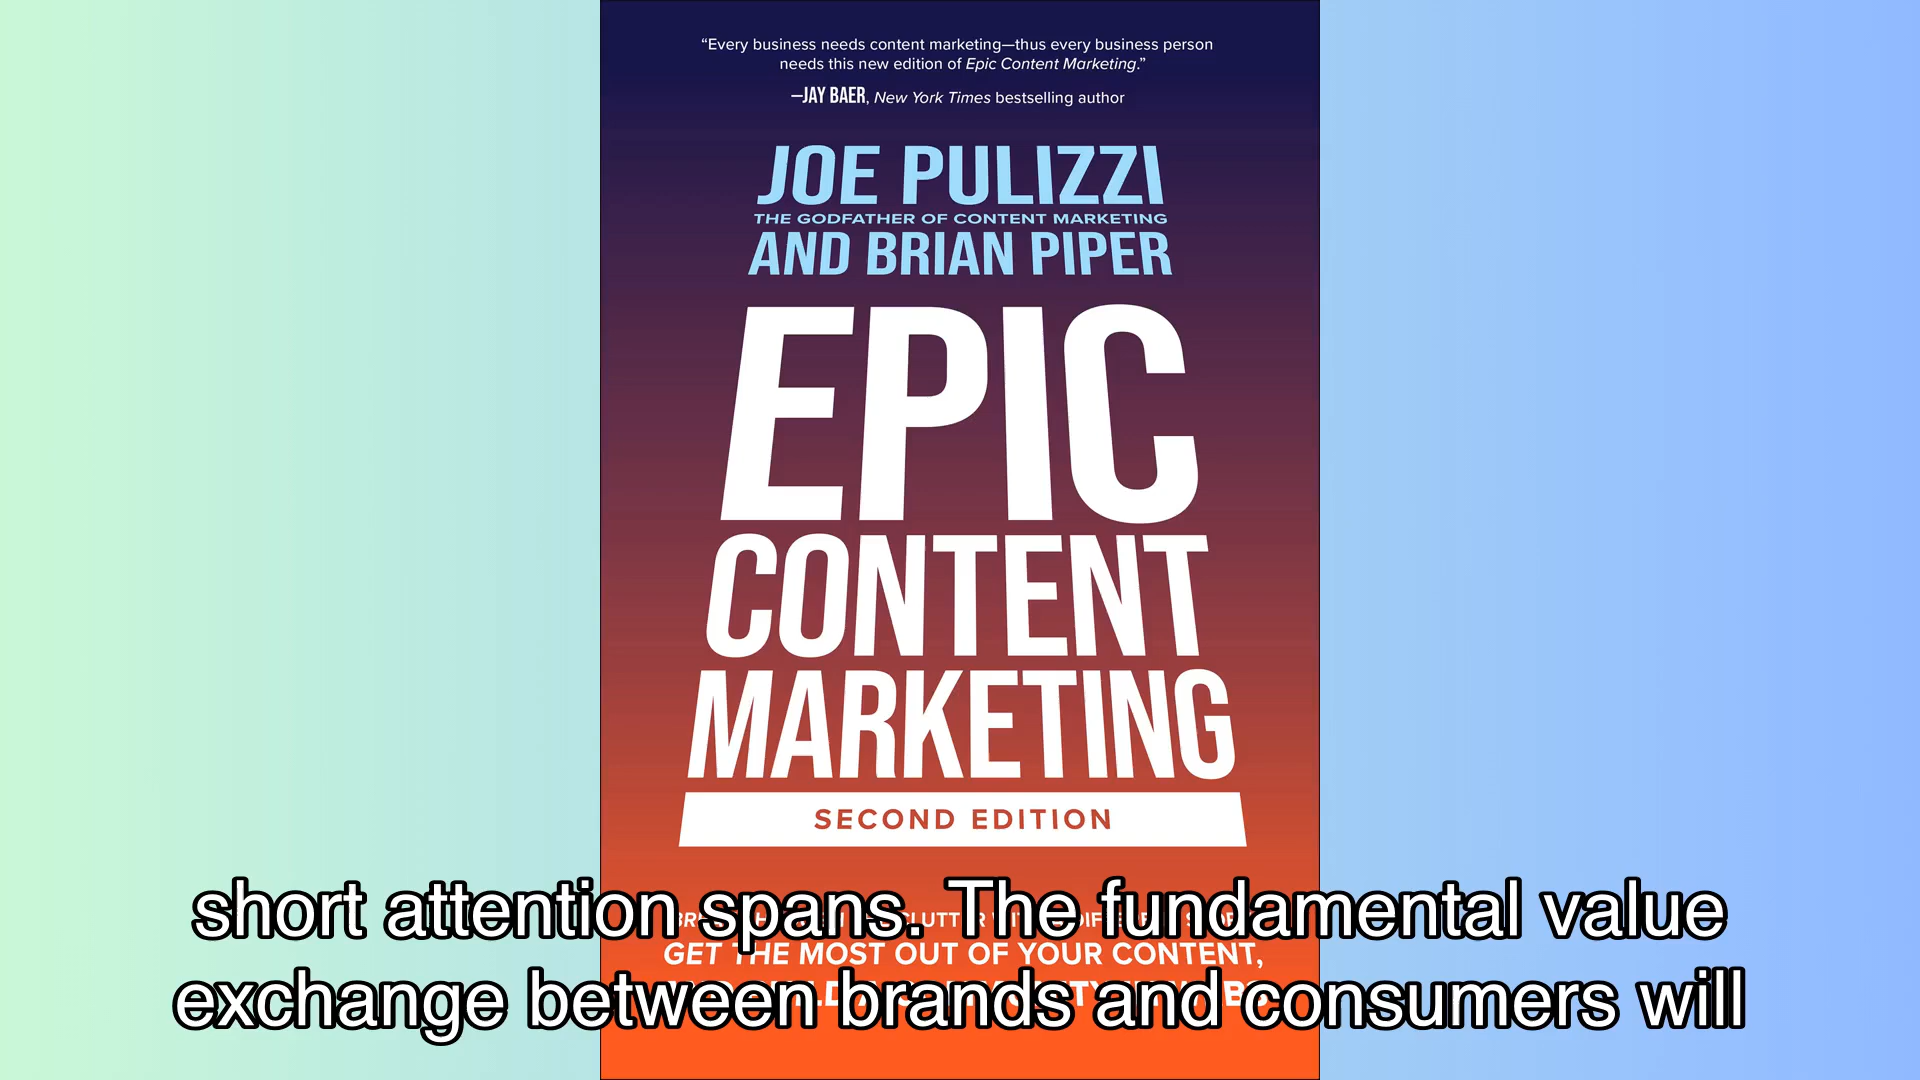 “Every business needs content marketing—thus every business person
needs this new edition of Epic Content Marketing.”
—JAY BAER, New York Times bestselling author
JOE PULIZZI
THE GODFATHER OF CONTENT MARKETING
AND BRIAN PIPER
EPIC
CONTENT
MARKETING
SECOND EDITION
short attention spans. The fundamental value
GET THE MOST OUT OF YOUR CONTENT,
exchange between brands and consumers will